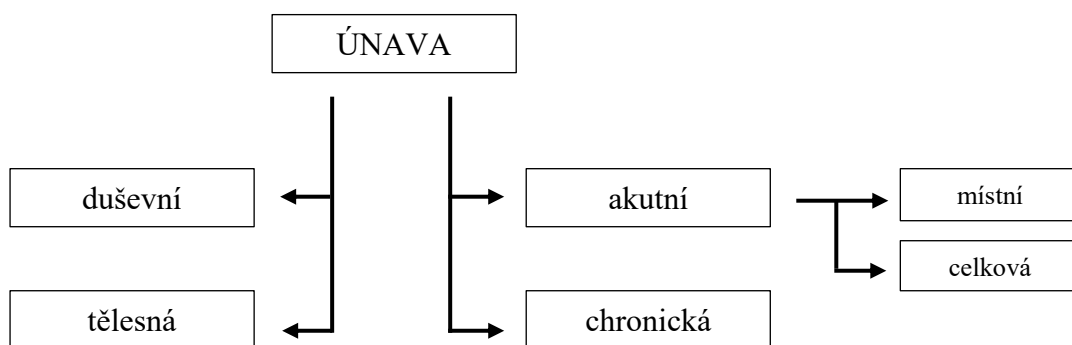 ÚNAVA
duševní
akutní
místní
celková
tělesná
chronická